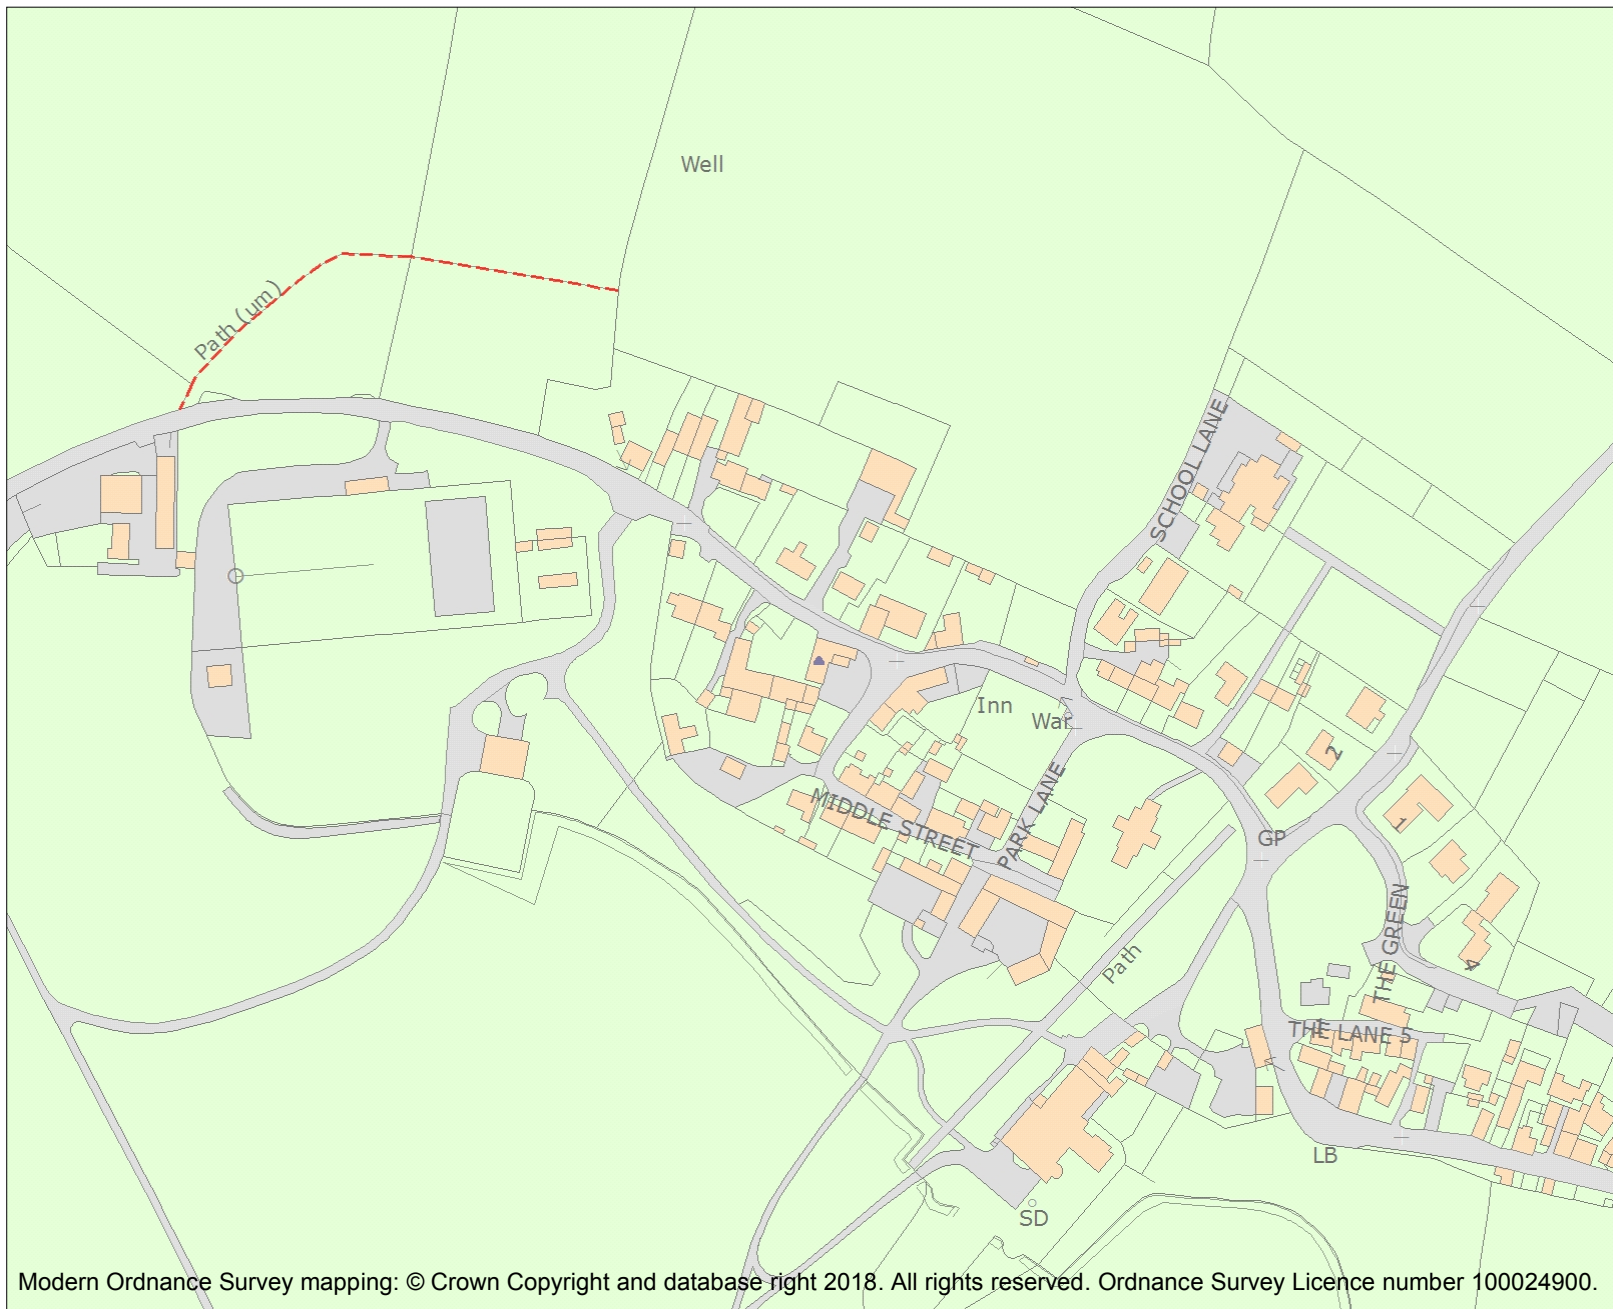 Well
Path (um)
SCHOOL LANE
Inn
War
2
MIDDLE STREET
PARK LANE
1
GP
THE GREEN
Path
4
THE LANE 5
LB
SD
Modern Ordnance Survey mapping: © Crown Copyright and database right 2018. All rights reserved. Ordnance Survey Licence number 100024900.